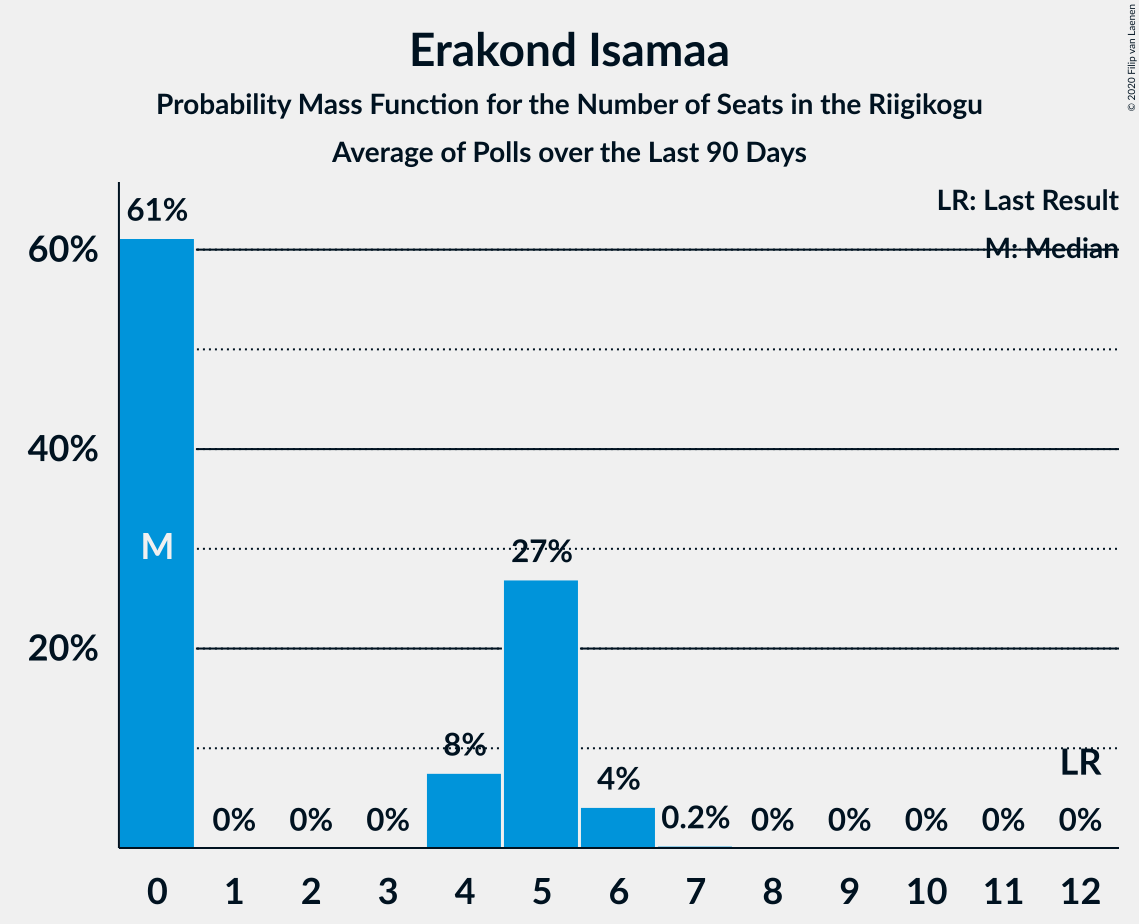 Erakond Isamaa
Probability Mass Function for the Number of Seats in the Riigikogu
Average of Polls over the Last 90 Days
© 2020 Filip van Laenen
LR: Last Result
M: Median
61%
60%
40%
20%
M
0%
0%
0%
8%
27%
4%
0.2%
0%
0%
0%
0%
0%
LR
0 1 2 3 4 5 6 7 8 9 10 11 12